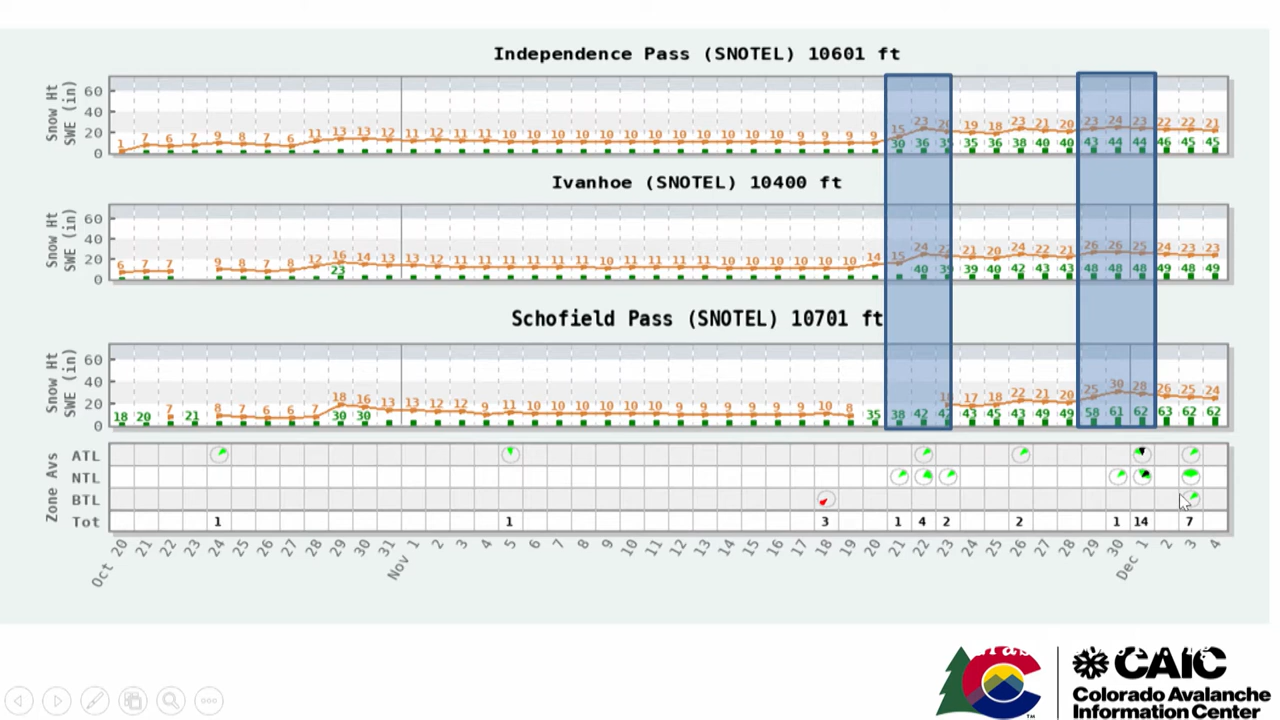 Independence Pass (SNOTEL) 10601 ft
Snow Ht
SWE (in)
60
40
20
0
1 7 6 7 9 8 7 6 11 13 13 12 11 12 11 11 10 10 10 10 10 10 10 10 10 10 10 10 9 9 9 9 15 23 20 19 18 23 21 20 23 24 23 22 22 21
30 36 35 35 36 38 40 40 43 44 44 46 45 45
Ivanhoe (SNOTEL) 10400 ft
Snow Ht
SWE (in)
60
40
20
0
6 7 7 9 8 7 8 12 16 14 13 13 12 11 11 11 11 11 10 11 11 11 11 11 10 10 10 10 10 10 14 15 24 22 21 20 24 22 21 26 26 25 24 23 23
23 40 39 39 40 42 43 43 48 48 48 49 48 49
Schofield Pass (SNOTEL) 10701 ft
Snow Ht
SWE (in)
60
40
20
0
7 8 7 6 6 7 18 16 13 13 12 12 9 11 10 10 10 10 10 10 9 9 9 9 9 10 8 18 17 18 22 21 20 25 30 28 26 25 24
18 20 21 30 30 35 38 42 42 43 45 43 49 49 58 61 62 63 62 62
Zone Avs
ATL
NTL
BTL
Tot 1 1 3 1 4 2 2 1 14 7
Oct 20 21 22 23 24 25 26 27 28 29 30 31 Nov 1 2 3 4 5 6 7 8 9 10 11 12 13 14 15 16 17 18 19 20 21 22 23 24 25 26 27 28 29 30 Dec 1 2 3 4
CAIC
Colorado Avalanche
Information Center
TM